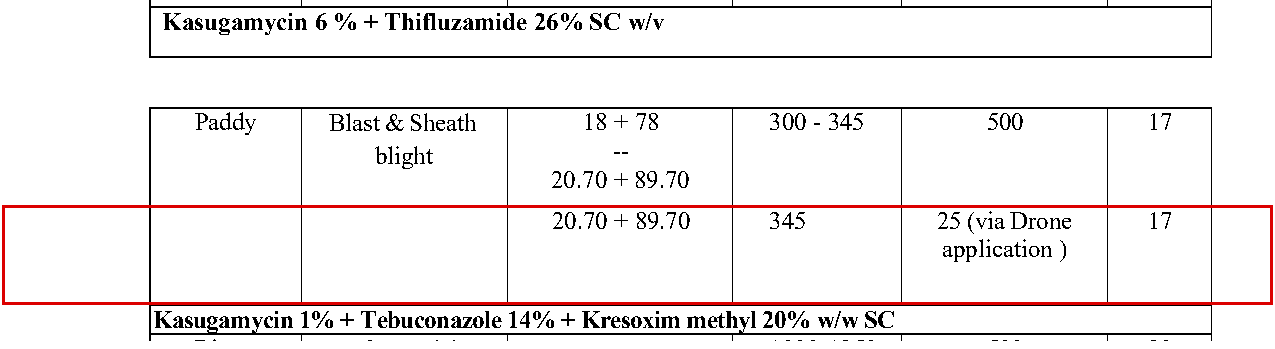 Kasugamycin 6 % + Thifluzamide 26% SC w/v
Paddy Blast & Sheath 18 + 78 300 - 345 500 17
blight --
20.70 + 89.70
20.70 + 89.70 345 25 (via Drone 17
application )
Kasugamycin 1% + Tebuconazole 14% + Kresoxim methyl 20% w/w SC